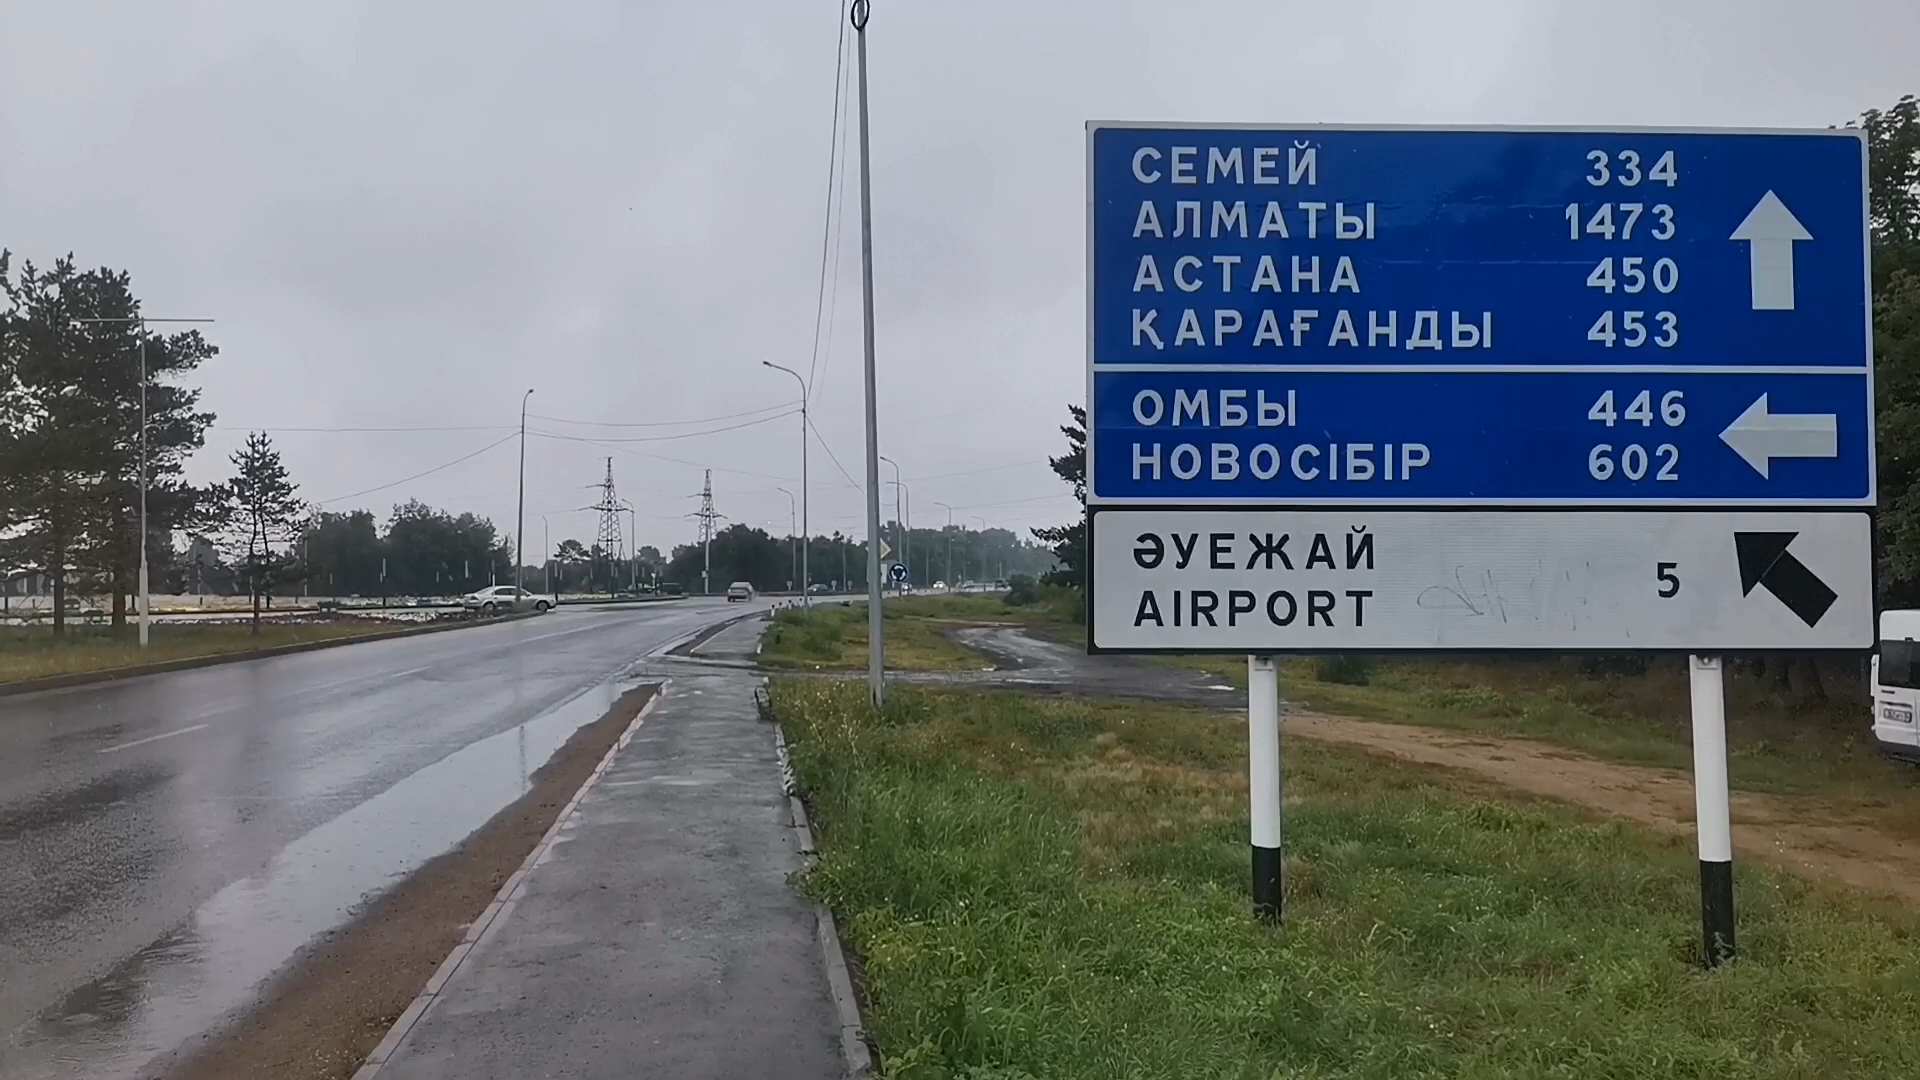 СЕМЕЙ 334
АЛМАТЫ 1473
АСТАНА 450
ҚАРАҒАНДЫ 453
ОМБЫ 446
НОВОСІБІР 602
ӘУЕЖАЙ
AIRPORT 5